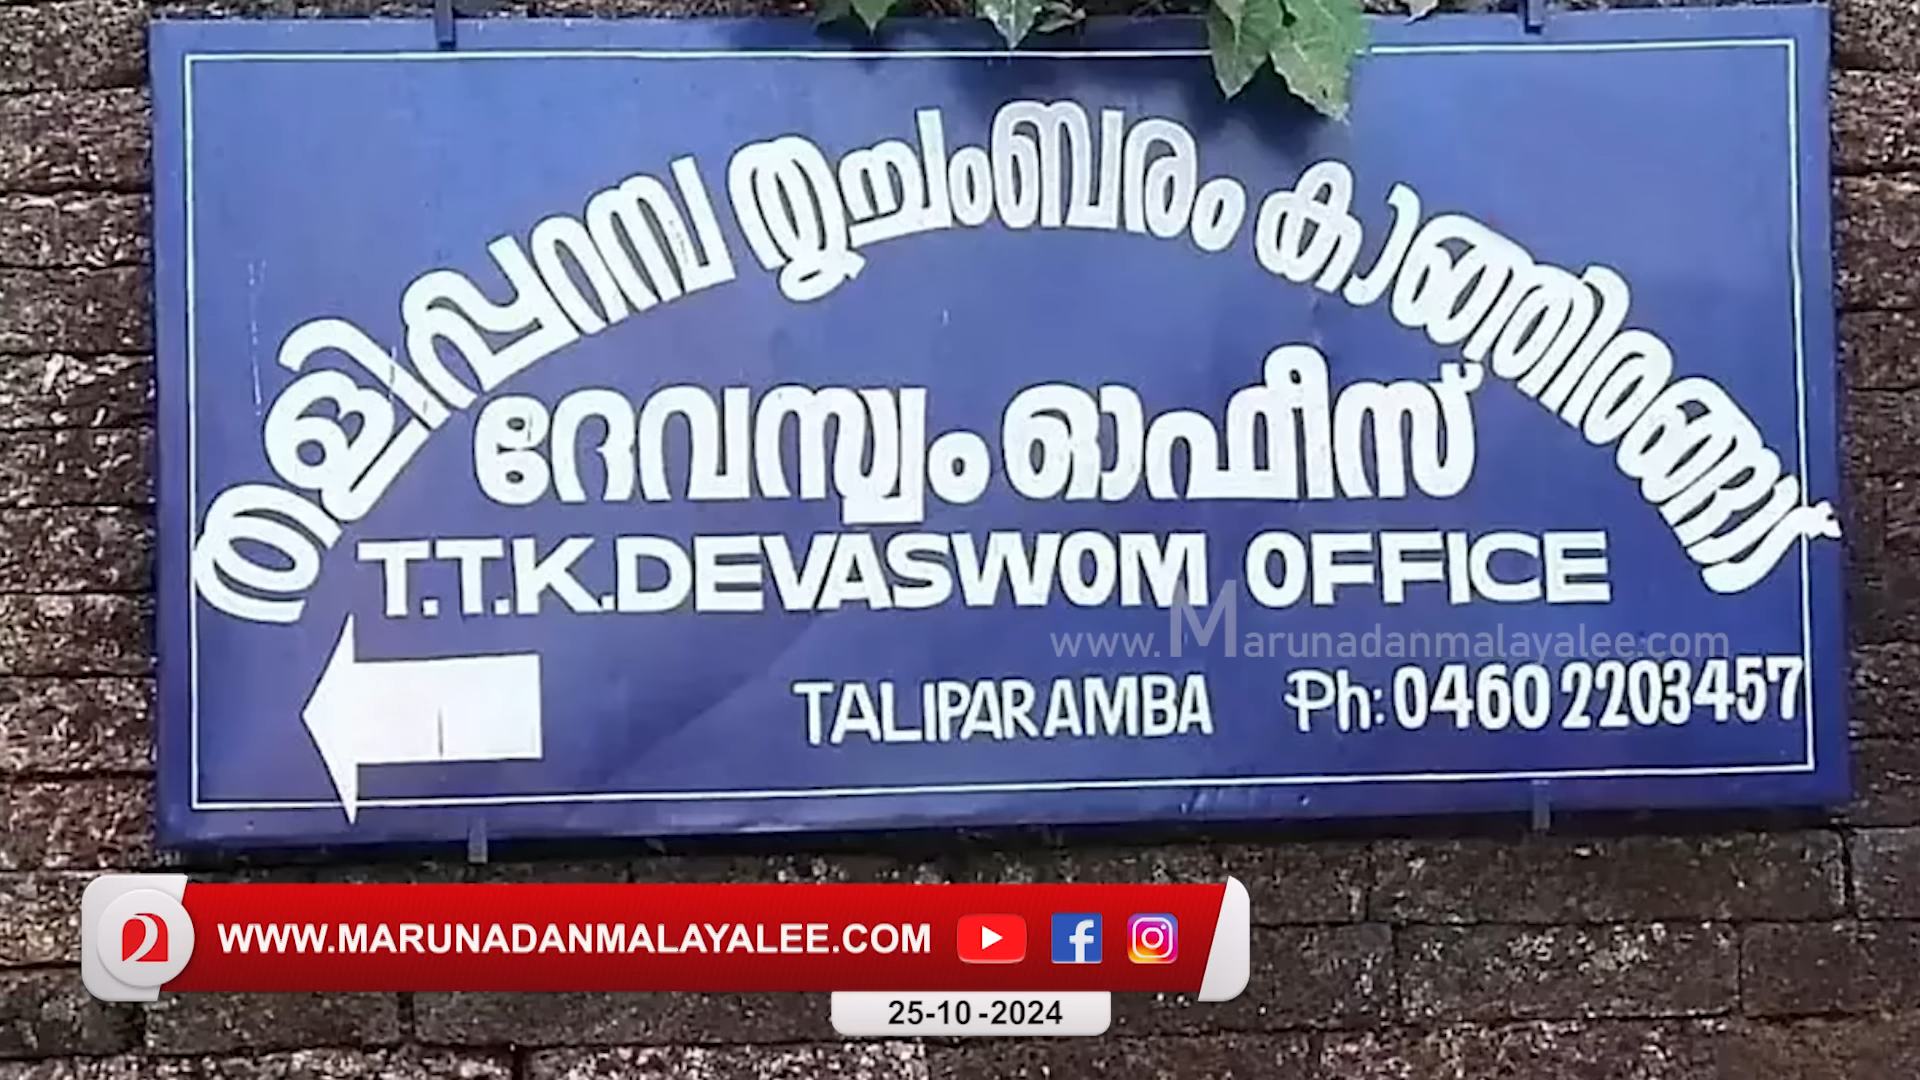 തളിപ്പറമ്പ തൃച്ചംബരം കാഞ്ഞിരങ്ങാട്
ദേവസ്വം ഓഫീസ്
T.T.K.DEVASWOM OFFICE
www.Marunadanmalayalee.com
TALIPARAMBA Ph: 0460 2203457
WWW.MARUNADANMALAYALEE.COM
25-10-2024